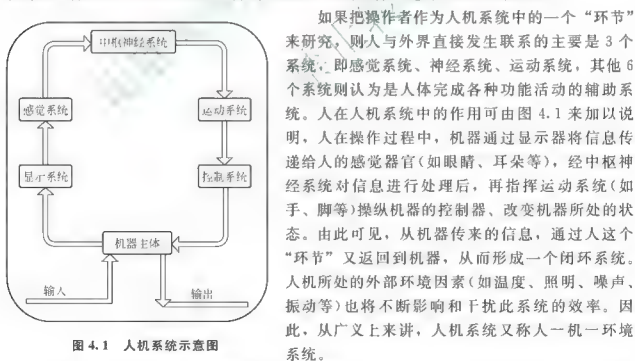 中枢神经系统
感觉系统
运动系统
显示系统
控制系统
机器主体
输入
输出
图 4.1 人机系统示意图
如果把操作者作为人机系统中的一个“环节”
来研究，则人与外界直接发生联系的主要是 3 个
系统，即感觉系统、神经系统、运动系统，其他 6
个系统则认为是人体完成各种功能活动的辅助系
统。人在人机系统中的作用可由图 4.1 来加以说
明，人在操作过程中，机器通过显示器将信息传
递给人的感觉器官(如眼睛、耳朵等)，经中枢神
经系统对信息进行处理后，再指挥运动系统(如
手、脚等)操纵机器的控制器、改变机器所处的状
态。由此可见，从机器传来的信息，通过人这个
“环节”又返回到机器，从而形成一个闭环系统。
人机所处的外部环境因素(如温度、照明、噪声、
振动等)也将不断影响和干扰此系统的效率。因
此，从广义上来讲，人机系统又称人一机一环境
系统。